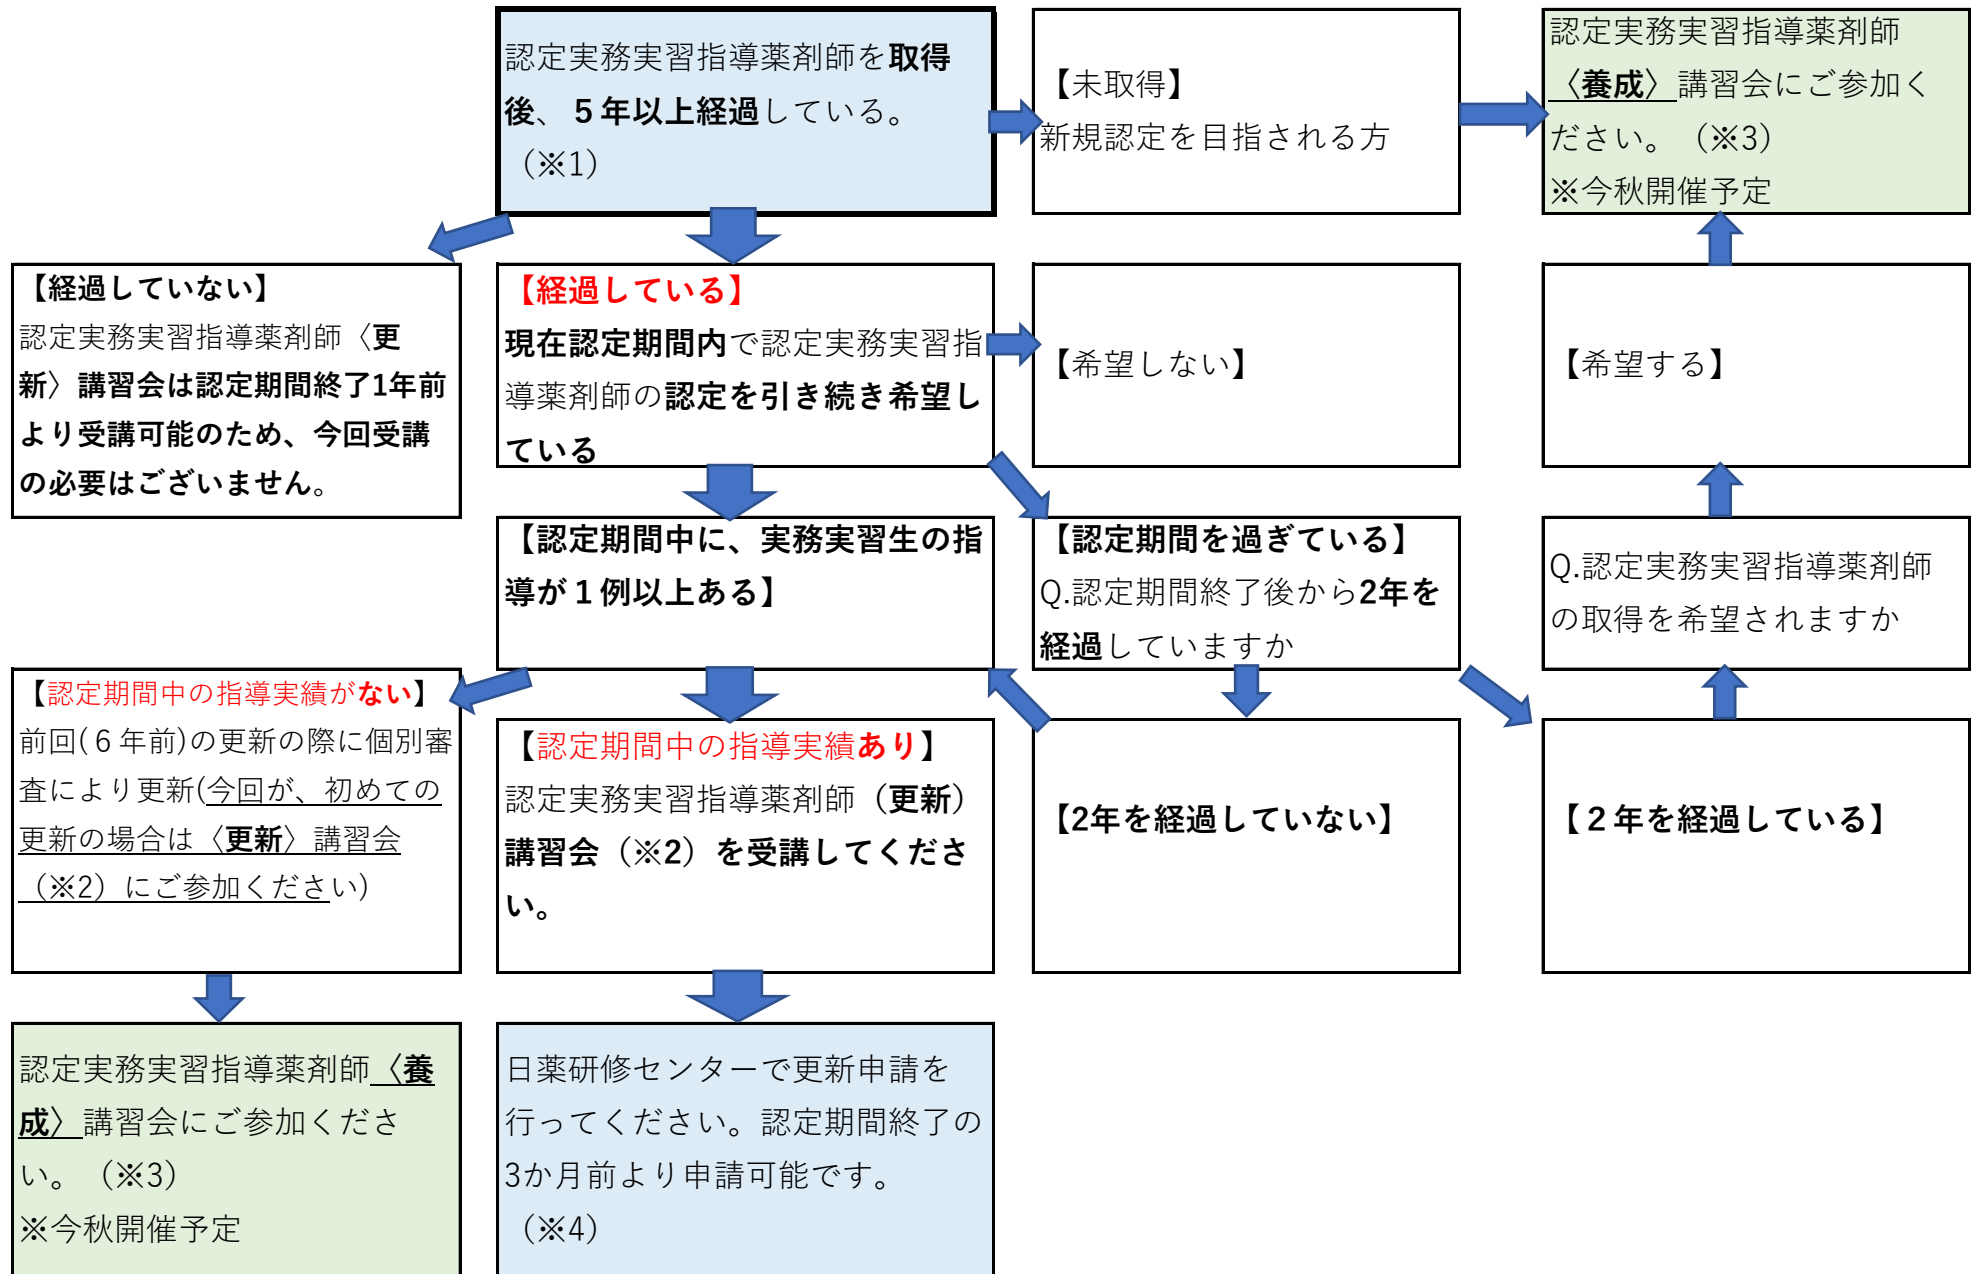 認定実務実習指導薬剤師を取得
後、５年以上経過している。
（※1）
【未取得】
新規認定を目指される方
認定実務実習指導薬剤師
〈養成〉講習会にご参加く
ださい。（※3）
※今秋開催予定
【経過していない】
認定実務実習指導薬剤師〈更
新〉講習会は認定期間終了1年前
より受講可能のため、今回受講
の必要はございません。
【経過している】
現在認定期間内で認定実務実習指
導薬剤師の認定を引き続き希望し
ている
【希望しない】
【希望する】
【認定期間中に、実務実習生の指
導が１例以上ある】
【認定期間を過ぎている】
Q.認定期間終了後から2年を
経過していますか
Q.認定実務実習指導薬剤師
の取得を希望されますか
【認定期間中の指導実績がない】
前回(６年前)の更新の際に個別審
査により更新(今回が、初めての
更新の場合は〈更新〉講習会
（※2）にご参加ください)
【認定期間中の指導実績あり】
認定実務実習指導薬剤師（更新）
講習会（※2）を受講してくださ
い。
【2年を経過していない】
【２年を経過している】
認定実務実習指導薬剤師〈養
成〉講習会にご参加くださ
い。（※3）
※今秋開催予定
日薬研修センターで更新申請を
行ってください。認定期間終了の
3か月前より申請可能です。
（※4）